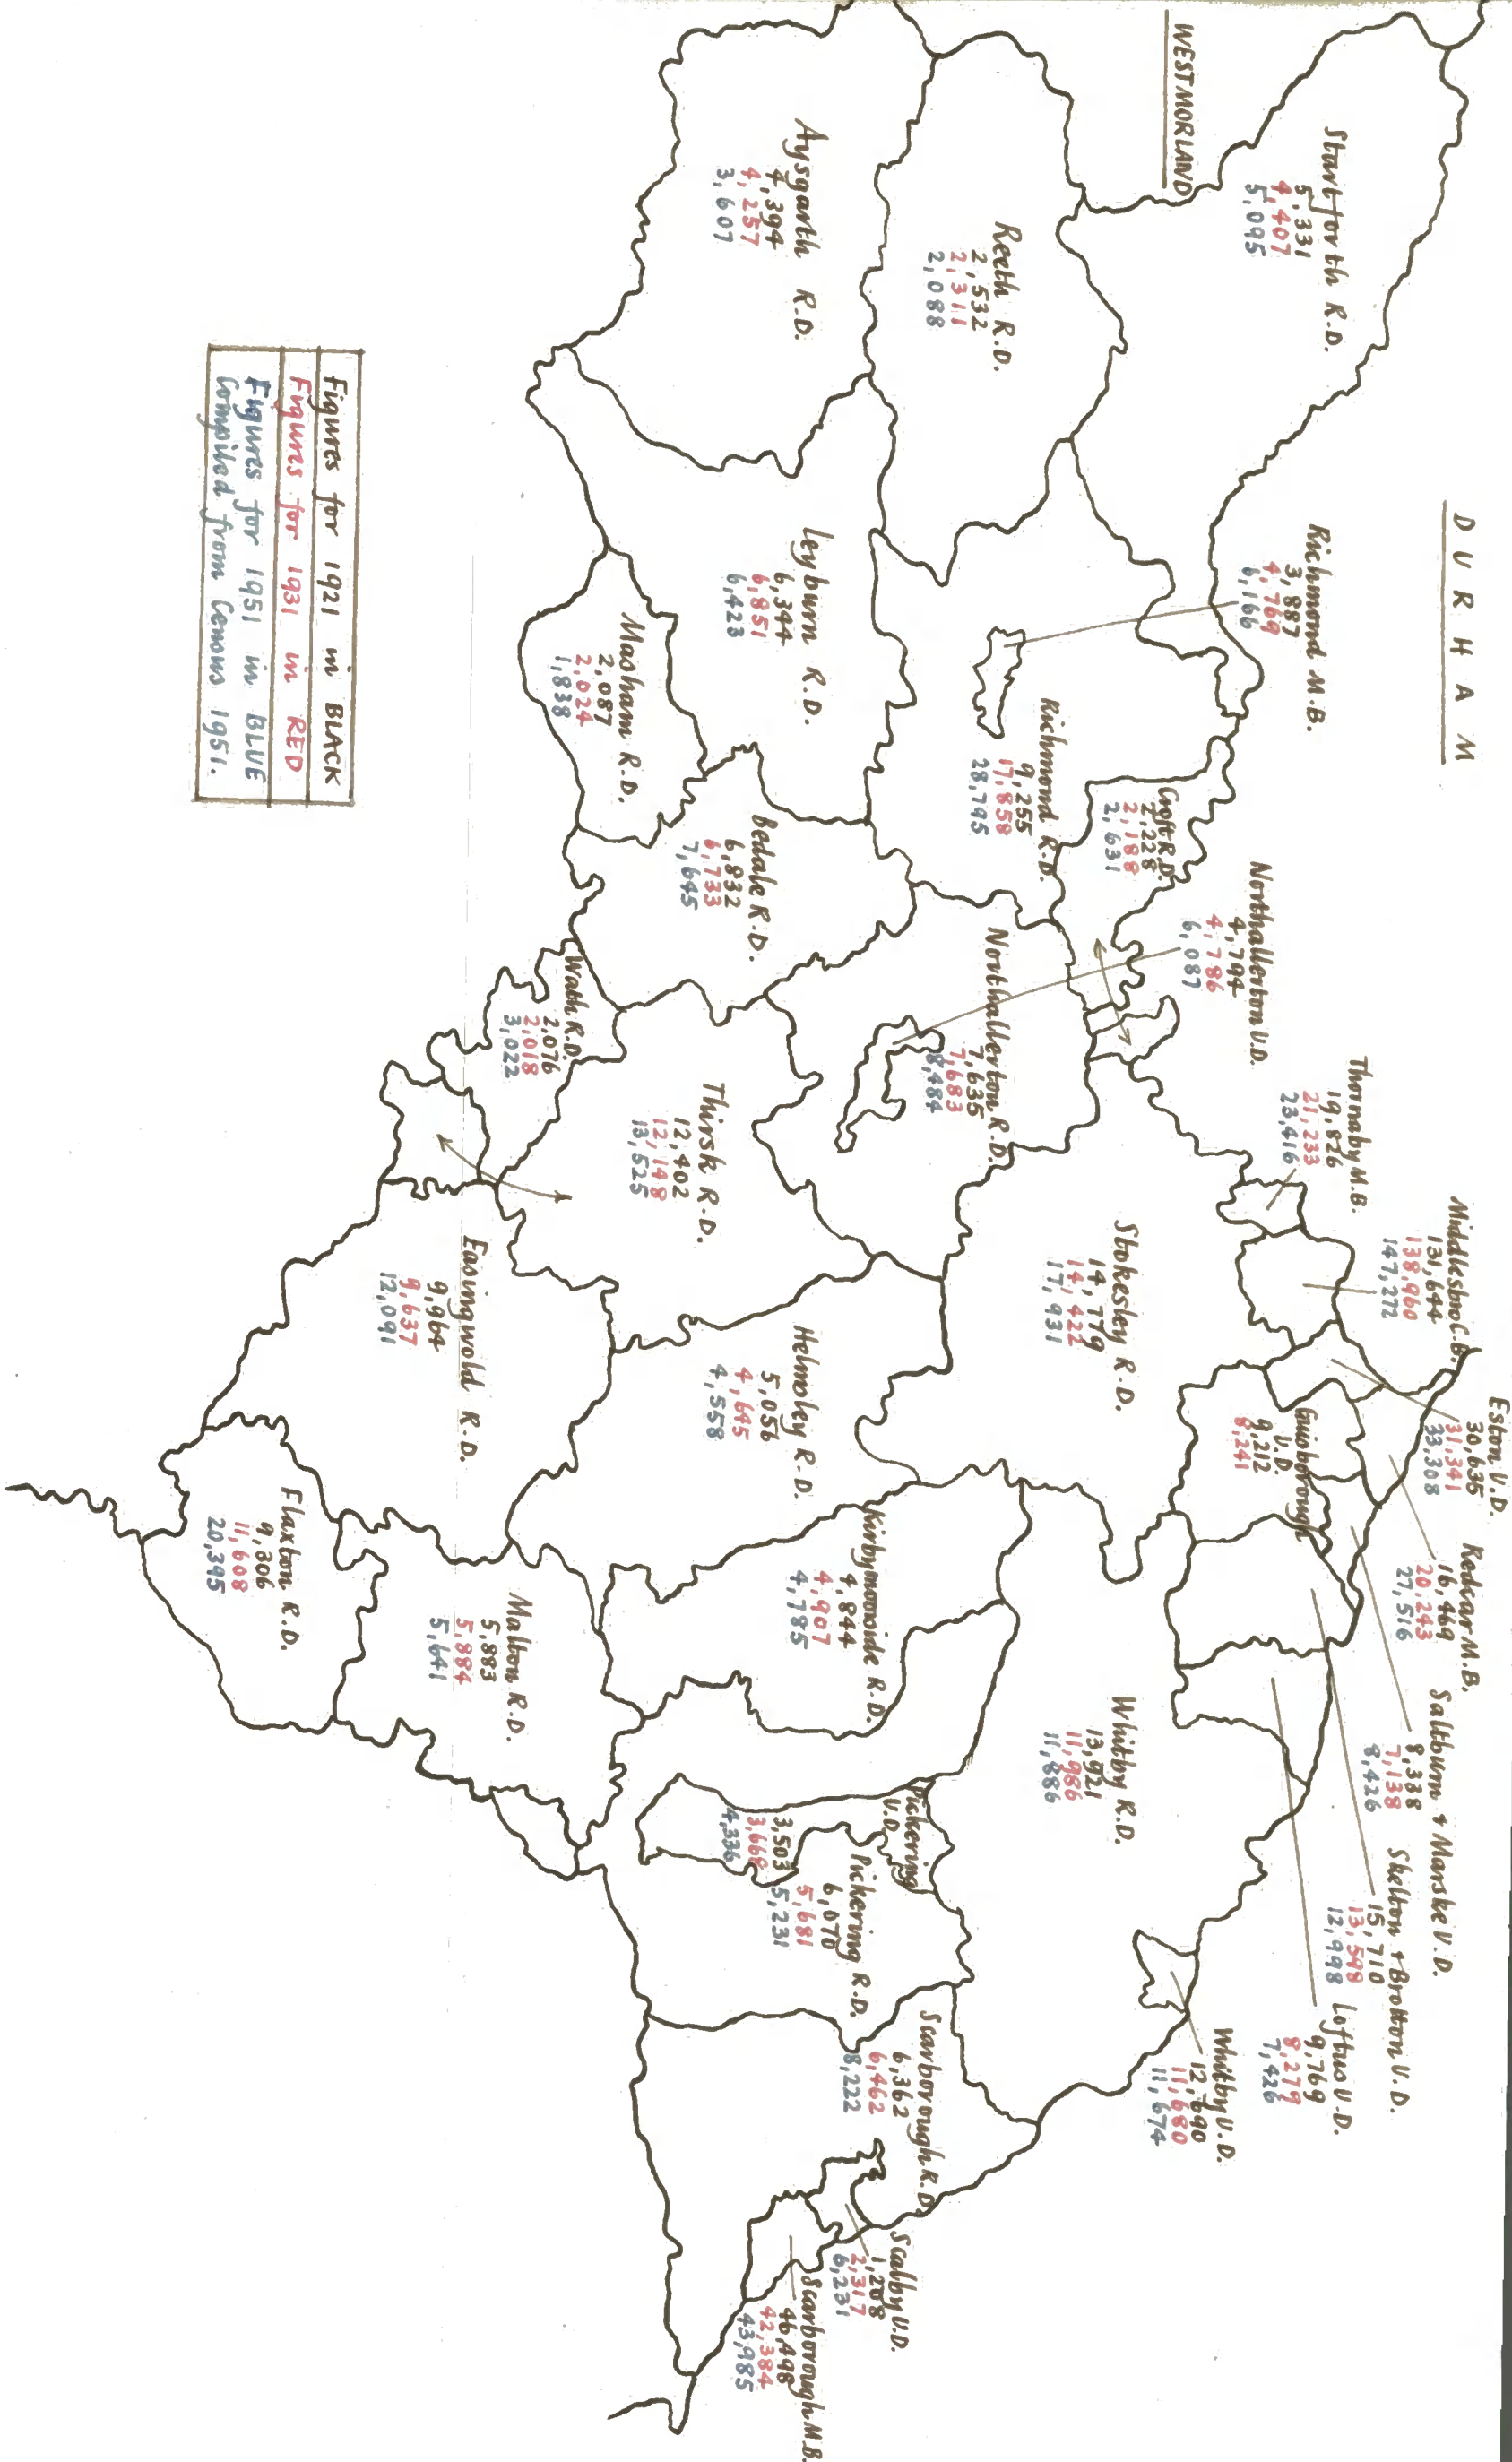 WESTMORLAND
D U R H A M
Startforth R.D.
5,331
4,407
5,095
Richmond M.B.
3,887
4,769
6,166
Reeth R.D.
2,532
2,311
2,088
Aysgarth R.D.
4,394
4,257
3,607
Leyburn R.D.
6,344
6,851
6,423
Masham R.D.
2,087
2,024
1,838
Richmond R.D.
9,255
17,858
28,795
Croft R.D.
2,228
2,188
2,631
Northallerton U.D.
4,794
4,786
6,087
Bedale R.D.
6,832
6,733
7,645
Northallerton R.D.
7,635
7,683
8,484
Wath R.D.
2,076
2,018
3,022
Thirsk R.D.
12,402
12,148
13,525
Thornaby M.B.
19,826
21,233
23,416
Middlesbro C.B.
131,644
138,960
147,272
Eston U.D.
30,635
31,341
33,308
Redcar M.B.
16,469
20,243
27,516
Saltburn & Marske U.D.
8,388
7,138
8,426
Skelton & Brotton U.D.
15,710
13,598
12,998
Loftus U.D.
9,769
8,279
7,426
Guisborough
U.D.
9,212
8,241
Stokesley R.D.
14,779
14,422
17,931
Easingwold R.D.
9,964
9,637
12,091
Helmsley R.D.
5,056
4,645
4,558
Kirbymoorside R.D.
4,844
4,907
4,785
Flaxton R.D.
9,306
11,608
20,395
Malton R.D.
5,883
5,884
5,641
Whitby R.D.
13,921
11,986
11,886
Whitby U.D.
12,690
11,680
11,674
Pickering
U.D.
3,503
3,668
4,336
Pickering R.D.
6,070
5,681
5,231
Scarborough R.D.
6,362
6,462
8,222
Scalby U.D.
1,208
2,317
6,231
Scarborough M.B.
46,498
42,384
43,985
Figures for 1921 in BLACK
Figures for 1931 in RED
Figures for 1951 in BLUE
Compiled from Census 1951.